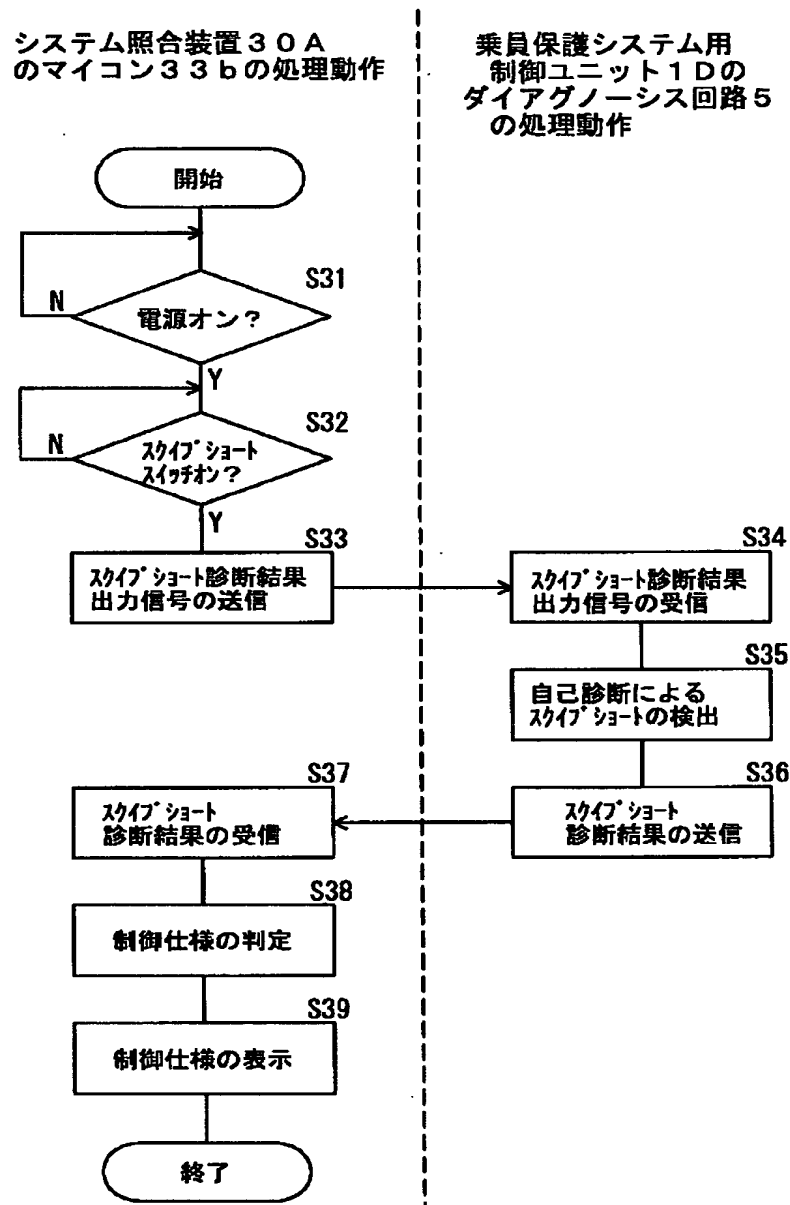 システム照合装置30A
のマイコン33bの処理動作
乗員保護システム用
制御ユニット1Dの
ダイアグノーシス回路5
の処理動作
開始
S31
N
電源オン?
Y
S32
N
スクイブショート
スイッチオン?
Y
S33
スクイブショート診断結果
出力信号の送信
S34
スクイブショート診断結果
出力信号の受信
S35
自己診断による
スクイブショートの検出
S36
スクイブショート
診断結果の送信
S37
スクイブショート
診断結果の受信
S38
制御仕様の判定
S39
制御仕様の表示
終了